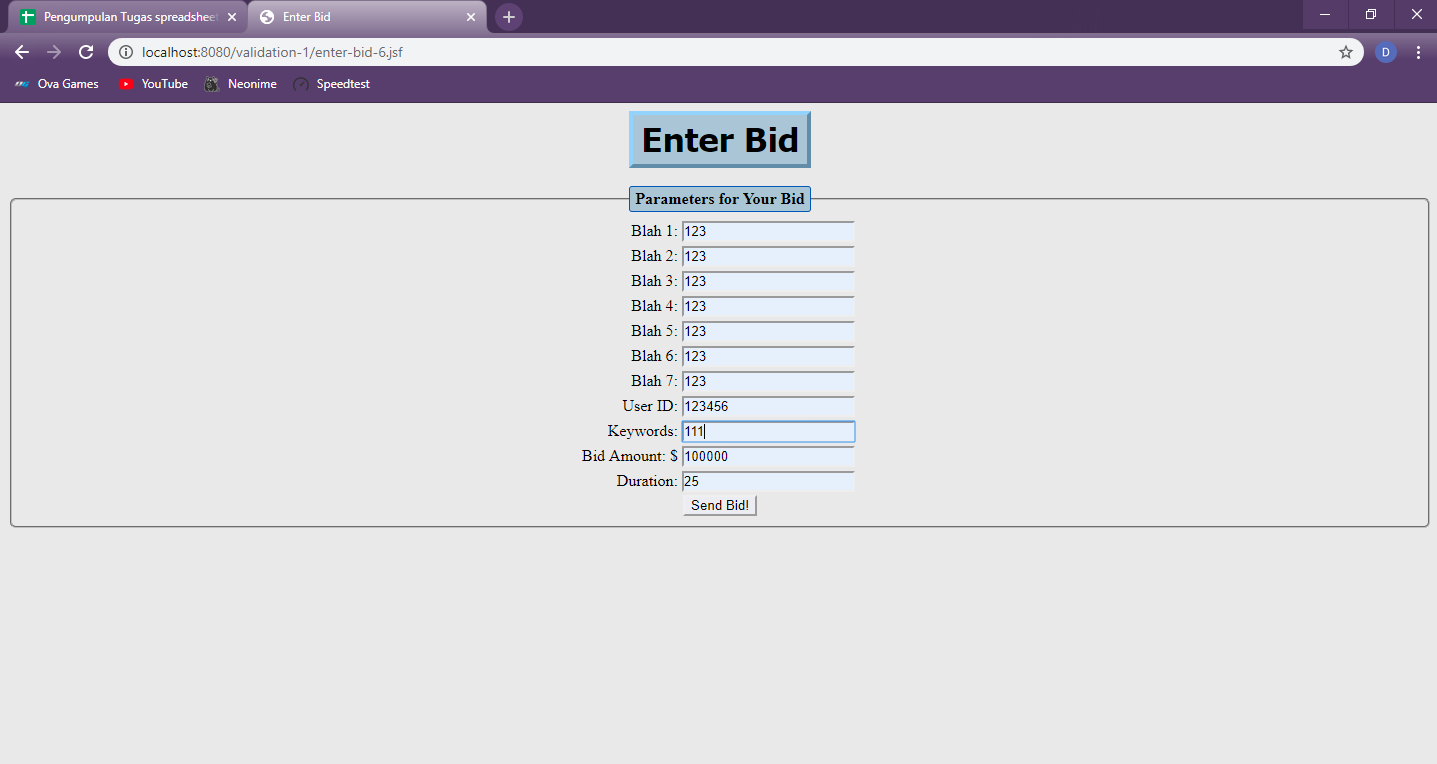 Pengumpulan Tugas spreadsheet
Enter Bid
localhost:8080/validation-1/enter-bid-6.jsf
D
Ova Games
YouTube
Neonime
Speedtest
Enter Bid
Parameters for Your Bid
Blah 1: 123
Blah 2: 123
Blah 3: 123
Blah 4: 123
Blah 5: 123
Blah 6: 123
Blah 7: 123
User ID: 123456
Keywords: 111
Bid Amount: $ 100000
Duration: 25
Send Bid!